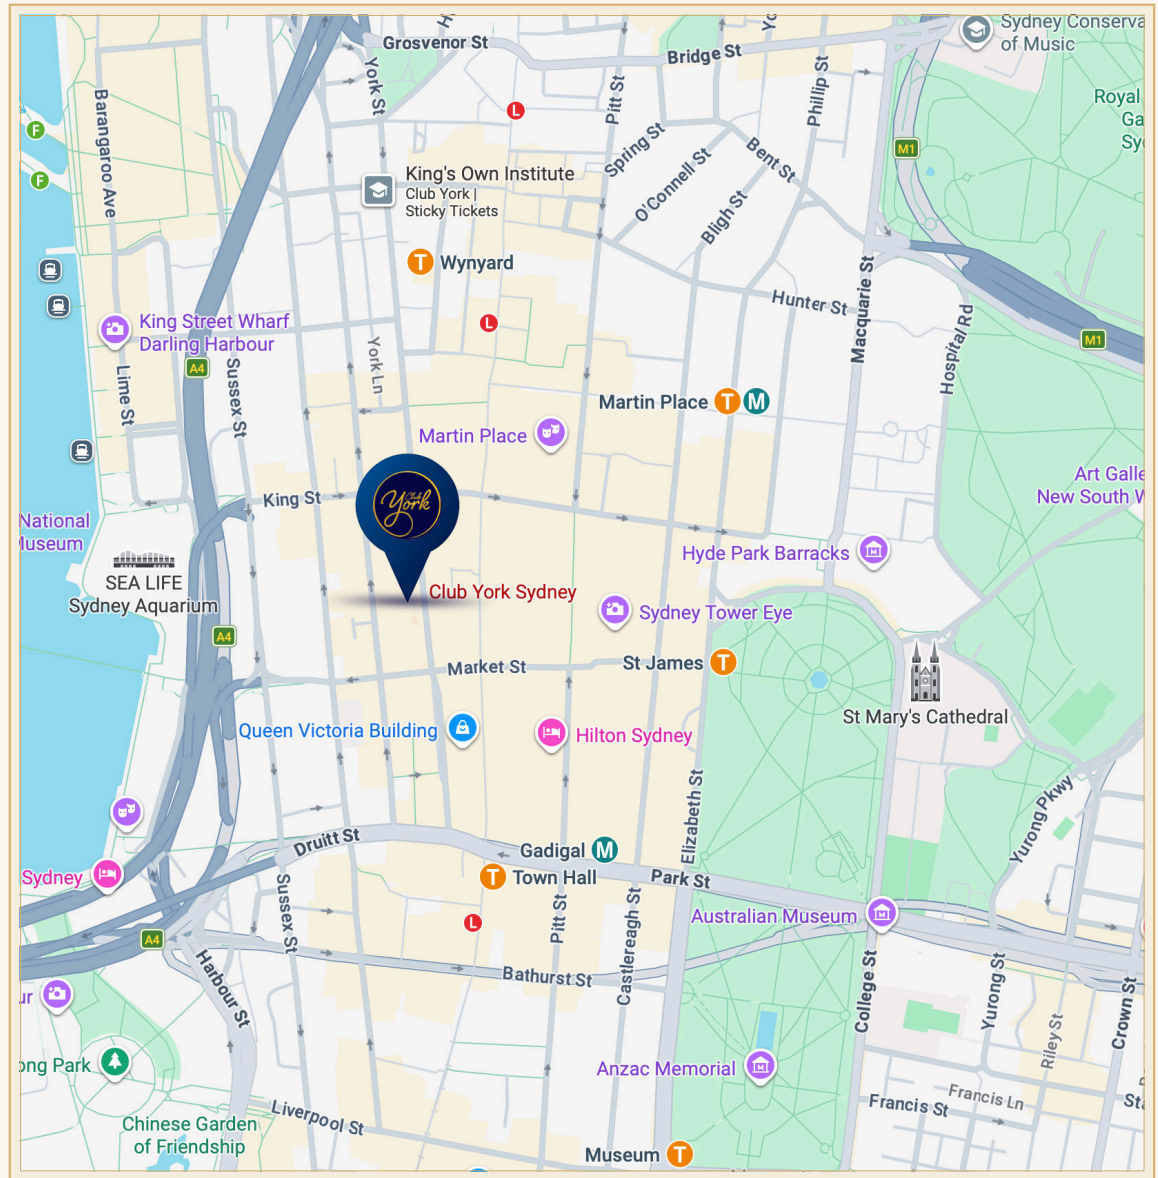 Grosvenor St
Bridge St
Sydney Conserva
of Music
York St
Pitt St
Phillip St
Barangaroo Ave
L
F
F
Spring St
O'Connell St
Bligh St
Bent St
M1
Royal
Ga
Sy
King's Own Institute
Club York |
Sticky Tickets
T Wynyard
Hunter St
Macquarie St
Hospital Rd
M1
King Street Wharf
Darling Harbour
L
A4
York Ln
Lime St
Sussex St
Martin Place T M
Martin Place
Art Galle
New South W
King St
Club
York
National
Museum
SEA LIFE
Sydney Aquarium
Hyde Park Barracks
Club York Sydney
Sydney Tower Eye
A4
Market St
St James T
St Mary's Cathedral
Queen Victoria Building
Hilton Sydney
Elizabeth St
Yurong Pkwy
Druitt St
Gadigal M
T Town Hall
Park St
Sydney
Sussex St
L
Pitt St
Castlereagh St
Australian Museum
A4
Harbour St
Bathurst St
College St
Yurong St
Riley St
Crown St
ur
ong Park
Anzac Memorial
Chinese Garden
of Friendship
Liverpool St
Francis St
Francis Ln
Sta
Museum T